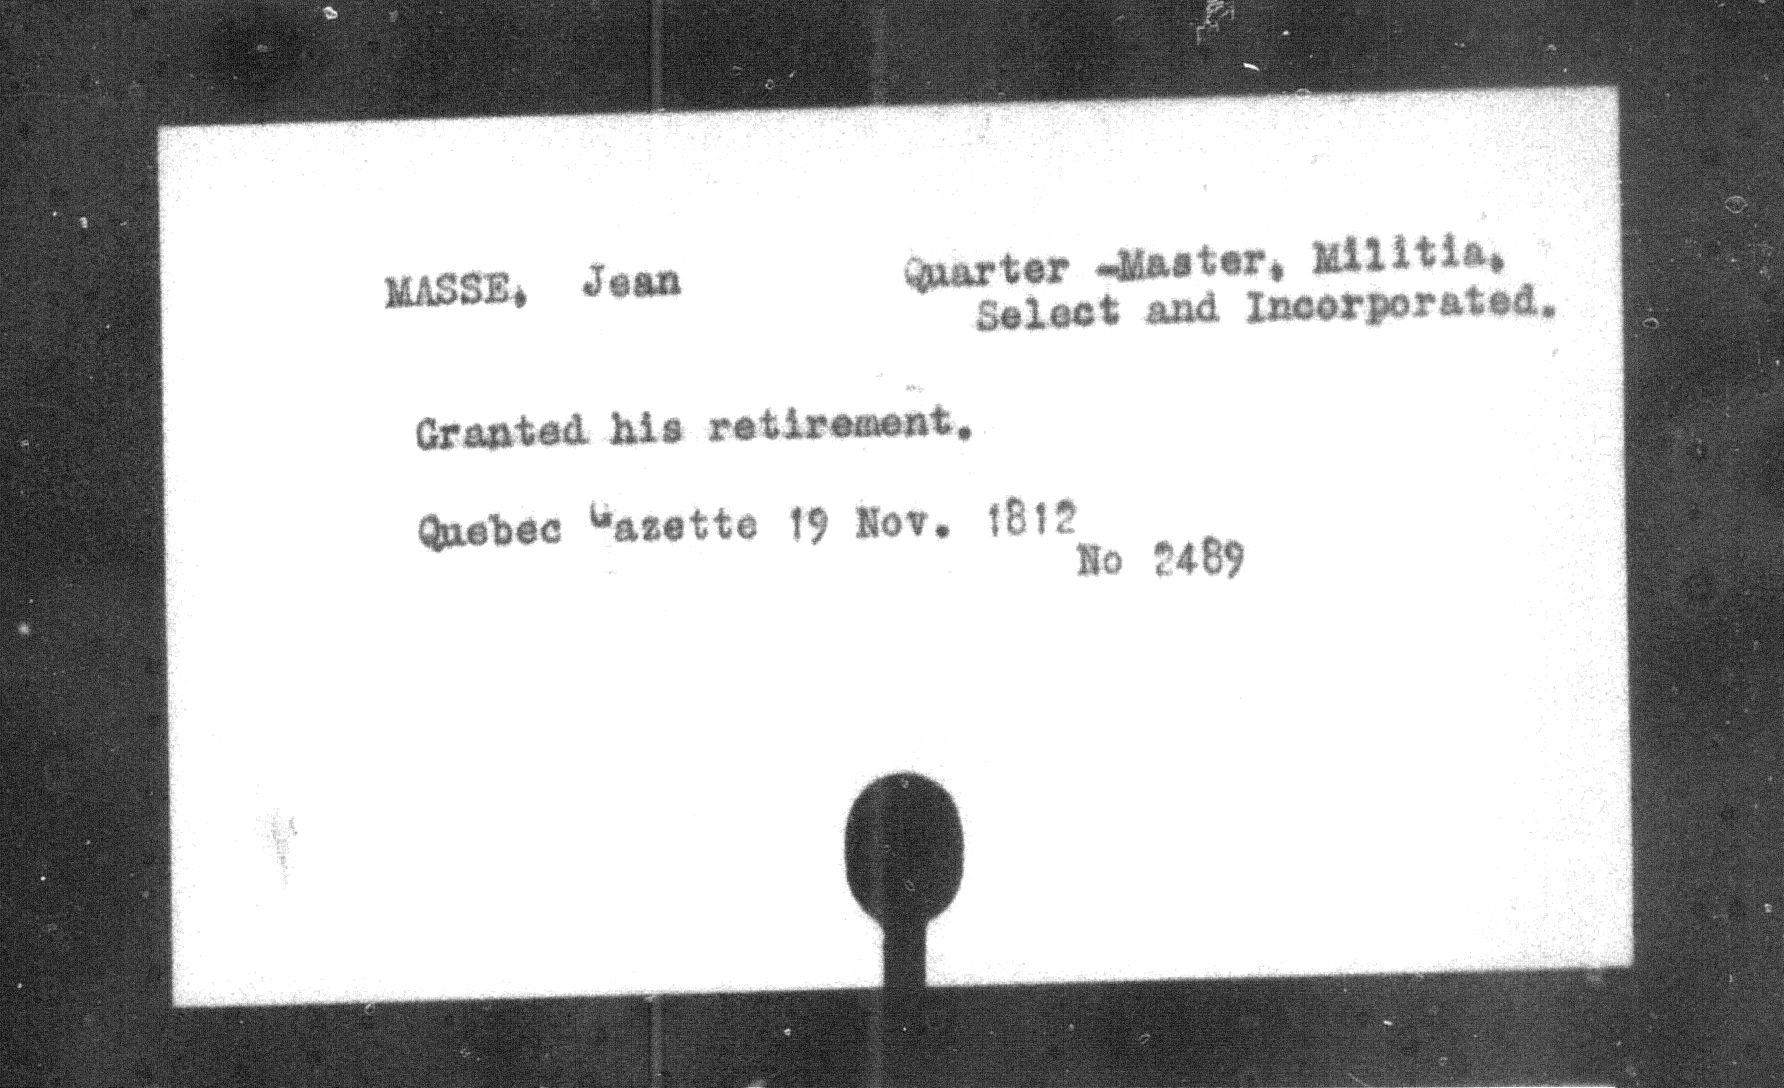 MASSE, Jean Quarter -Master, Militia,
Select and Incorporated.
Granted his retirement.
Quebec Gazette 19 Nov. 1812
No 2489